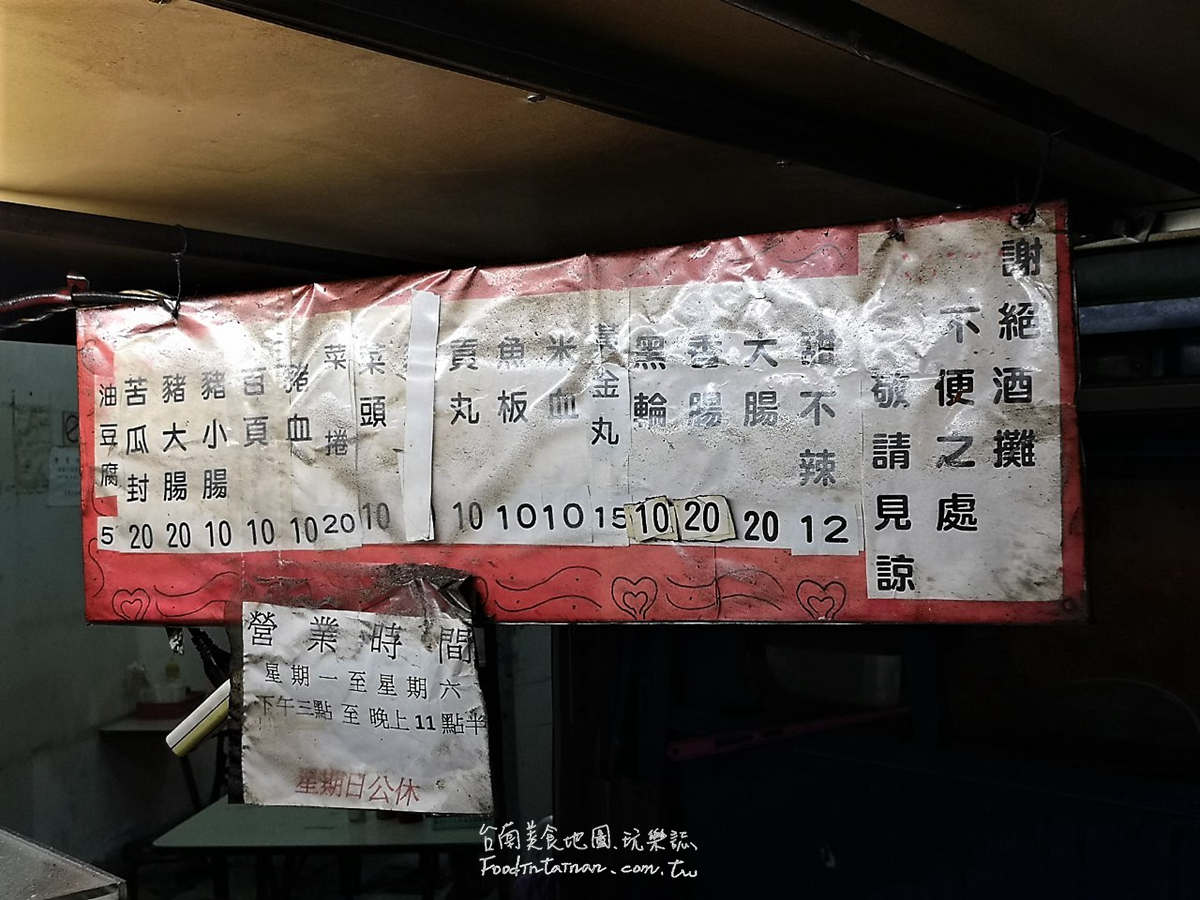 謝絕酒攤
不便之處
敬請見諒
甜不辣 12
大腸 20
香腸 20
黑輪 10
黃金丸 15
米血 10
魚板 10
貢丸 10
菜頭 10
菜捲 20
豬血 10
百頁 10
豬小腸 10
豬大腸 20
苦瓜封 20
油豆腐 5
營業時間
星期一至星期六
下午三點至晚上11點半
星期日公休
台南美食地圖.玩樂誌
FoodInTainan.com.tw